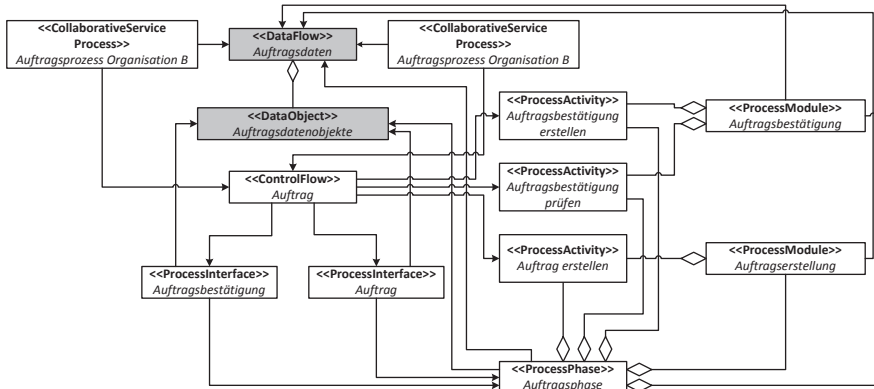 <<CollaborativeService
Process>>
Auftragsprozess Organisation B
<<DataFlow>>
Auftragsdaten
<<CollaborativeService
Process>>
Auftragsprozess Organisation B
<<DataObject>>
Auftragsdatenobjekte
<<ProcessActivity>>
Auftragsbestätigung
erstellen
<<ProcessModule>>
Auftragsbestätigung
<<ControlFlow>>
Auftrag
<<ProcessActivity>>
Auftragsbestätigung
prüfen
<<ProcessInterface>>
Auftragsbestätigung
<<ProcessInterface>>
Auftrag
<<ProcessActivity>>
Auftrag erstellen
<<ProcessModule>>
Auftragserstellung
<<ProcessPhase>>
Auftragsphase